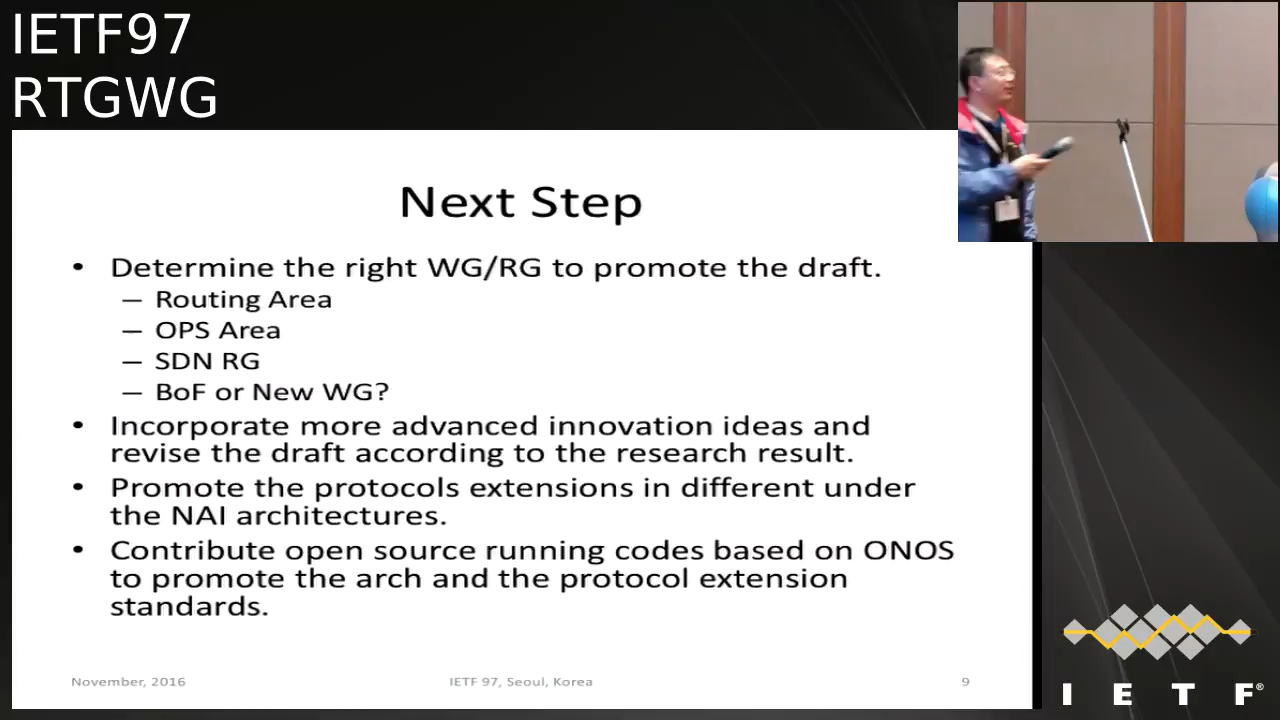 IETF97
RTGWG
Next Step
• Determine the right WG/RG to promote the draft.
– Routing Area
– OPS Area
– SDN RG
– BoF or New WG?
• Incorporate more advanced innovation ideas and
revise the draft according to the research result.
• Promote the protocols extensions in different under
the NAI architectures.
• Contribute open source running codes based on ONOS
to promote the arch and the protocol extension
standards.
November, 2016
IETF 97, Seoul, Korea
9
I E T F®